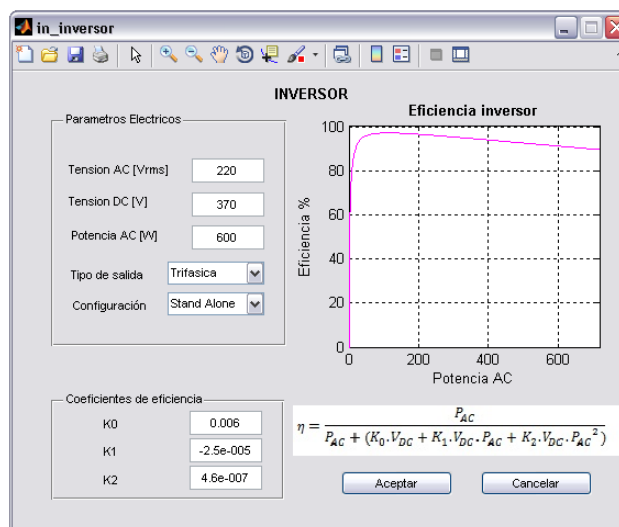 in_inversor
INVERSOR
Parametros Electricos
Tension AC [Vrms] 220
Tension DC [V] 370
Potencia AC [W] 600
Tipo de salida Trifasica
Configuración Stand Alone
Eficiencia inversor
Eficiencia %
100
80
60
40
20
0
0 200 400 600
Potencia AC
Coeficientes de eficiencia
K0 0.006
K1 -2.5e-005
K2 4.6e-007
η = P_AC / (P_AC + (K₀.V_DC + K₁.V_DC.P_AC + K₂.V_DC.P_AC²))
Aceptar Cancelar